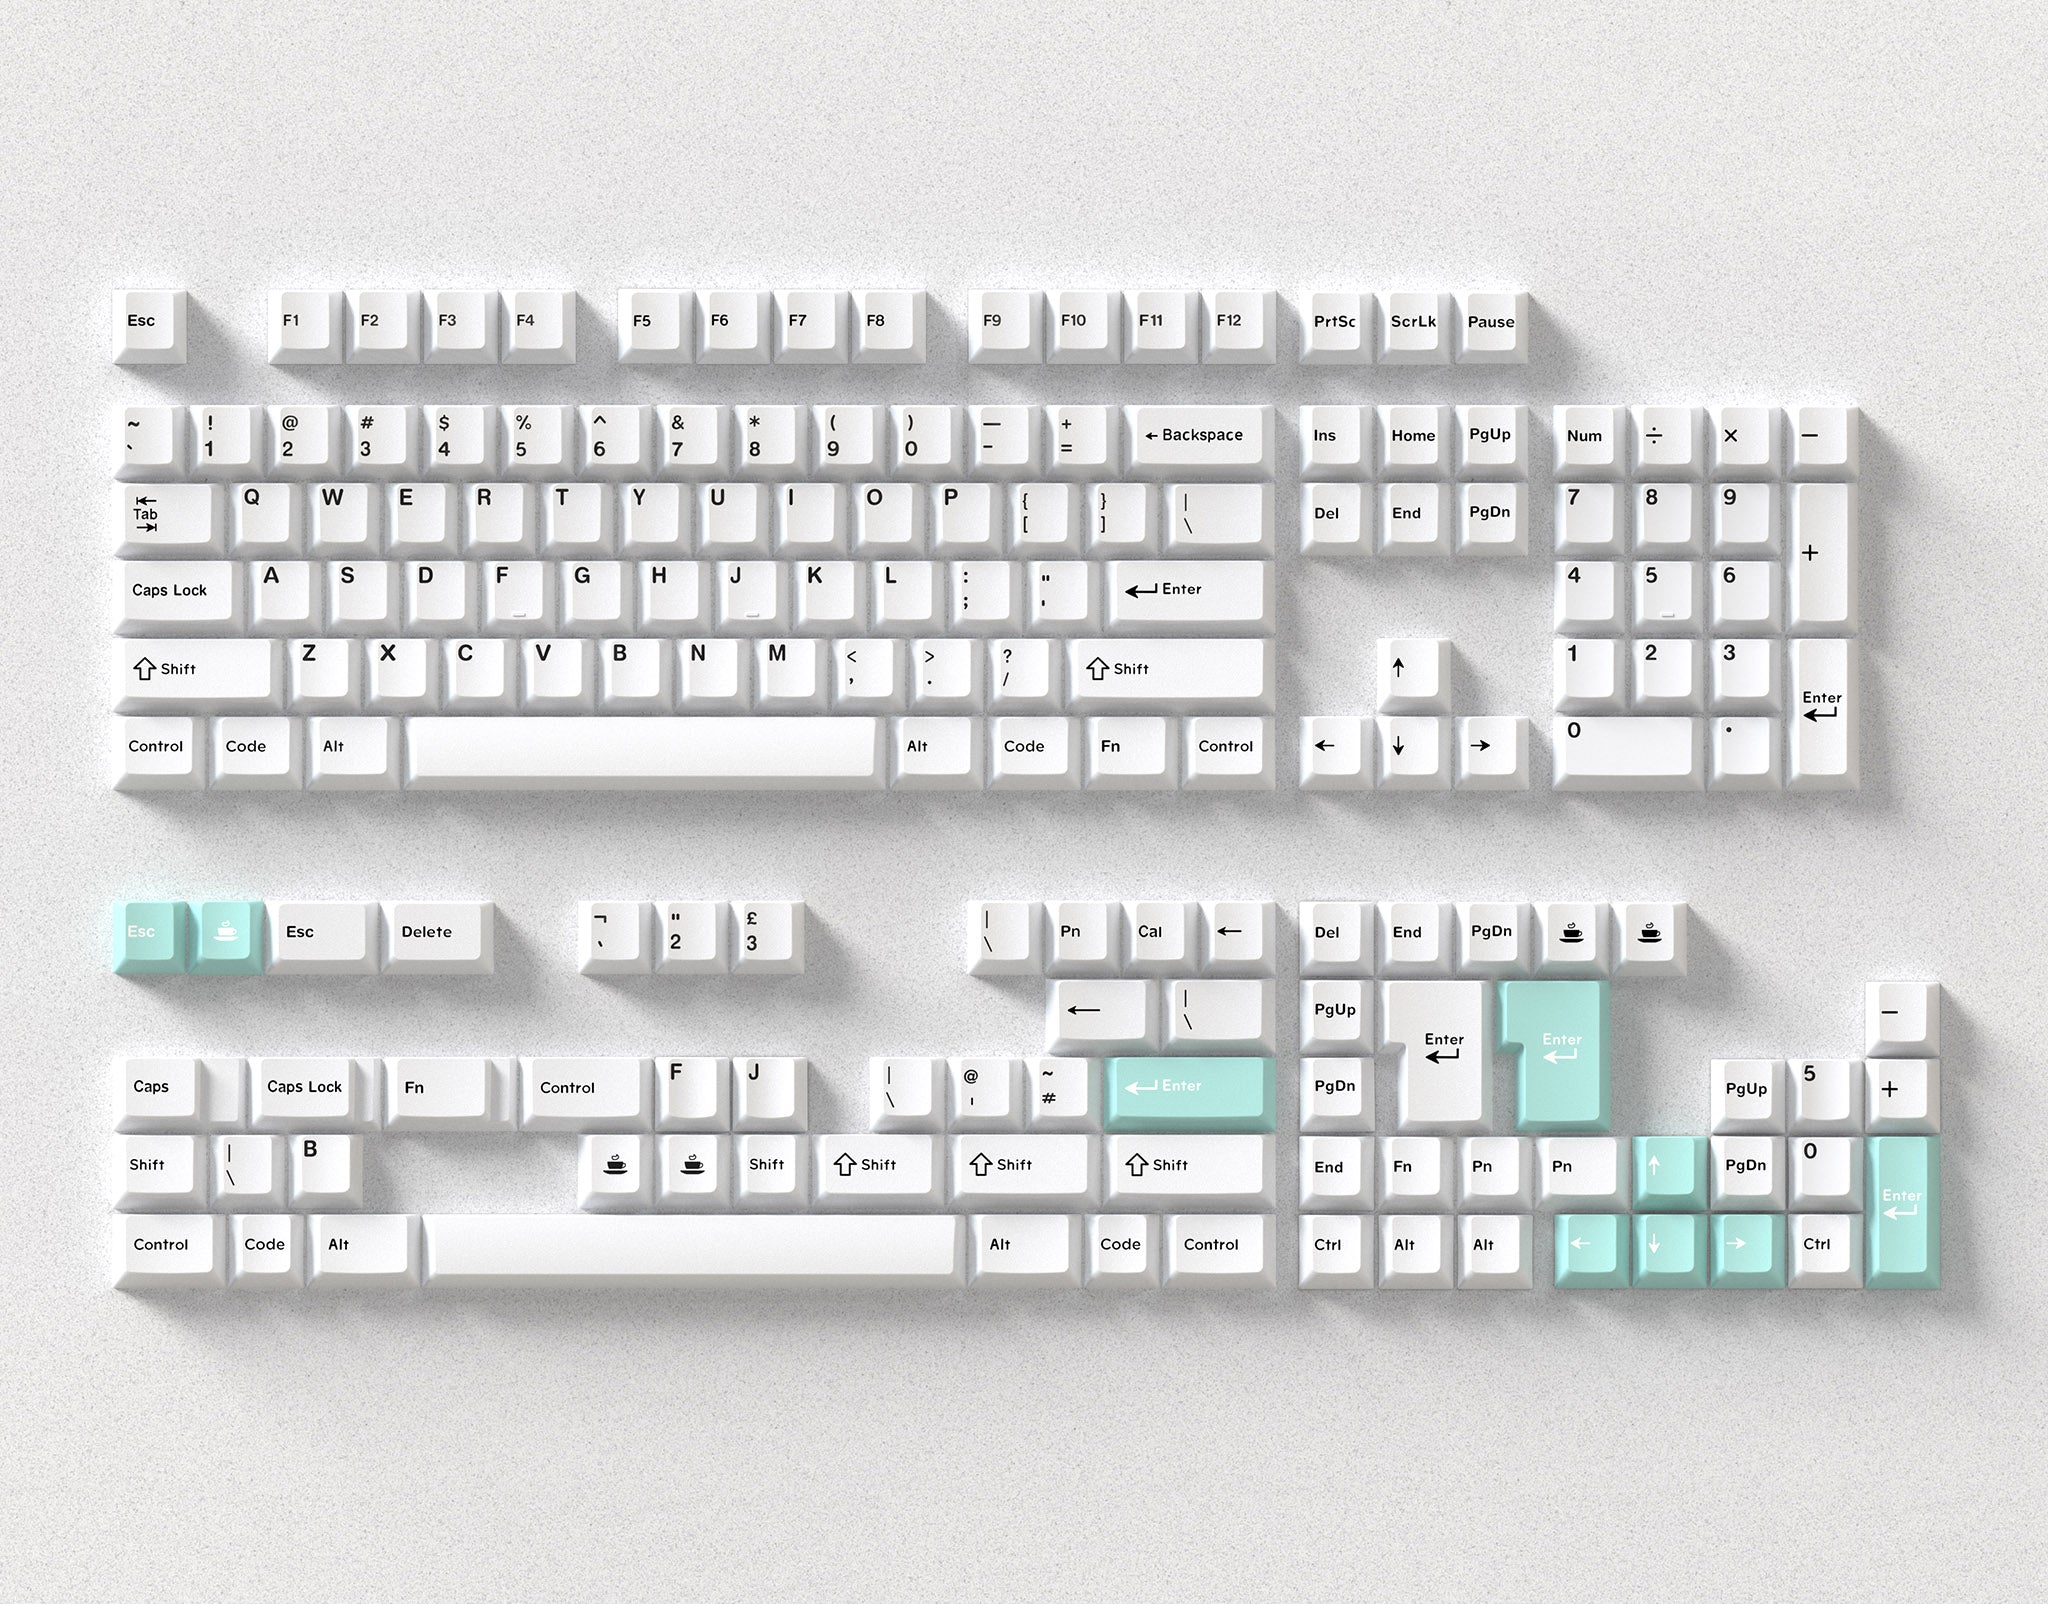 Esc F1 F2 F3 F4 F5 F6 F7 F8 F9 F10 F11 F12 PrtSc ScrLk Pause
~ ! @ # $ % ^ & * ( ) — +
` 1 2 3 4 5 6 7 8 9 0 - = ← Backspace Ins Home PgUp Num ÷ × −
Tab Q W E R T Y U I O P { } |
[ ] \ Del End PgDn 7 8 9
+
Caps Lock A S D F G H J K L : "
; ' Enter 4 5 6
Shift Z X C V B N M < > ?
, . / Shift ↑ 1 2 3
Enter
Control Code Alt Alt Code Fn Control ← ↓ → 0 .
Esc Esc Delete ¬ " £ | Pn Cal ← Del End PgDn
` 2 3 \
← | PgUp Enter Enter −
\
Caps Caps Lock Fn Control F J | @ ~ Enter PgDn PgUp 5 +
\ ' #
Shift | B Shift Shift Shift Shift End Fn Pn Pn ↑ PgDn 0
\
Enter
Control Code Alt Alt Code Control Ctrl Alt Alt ← ↓ → Ctrl